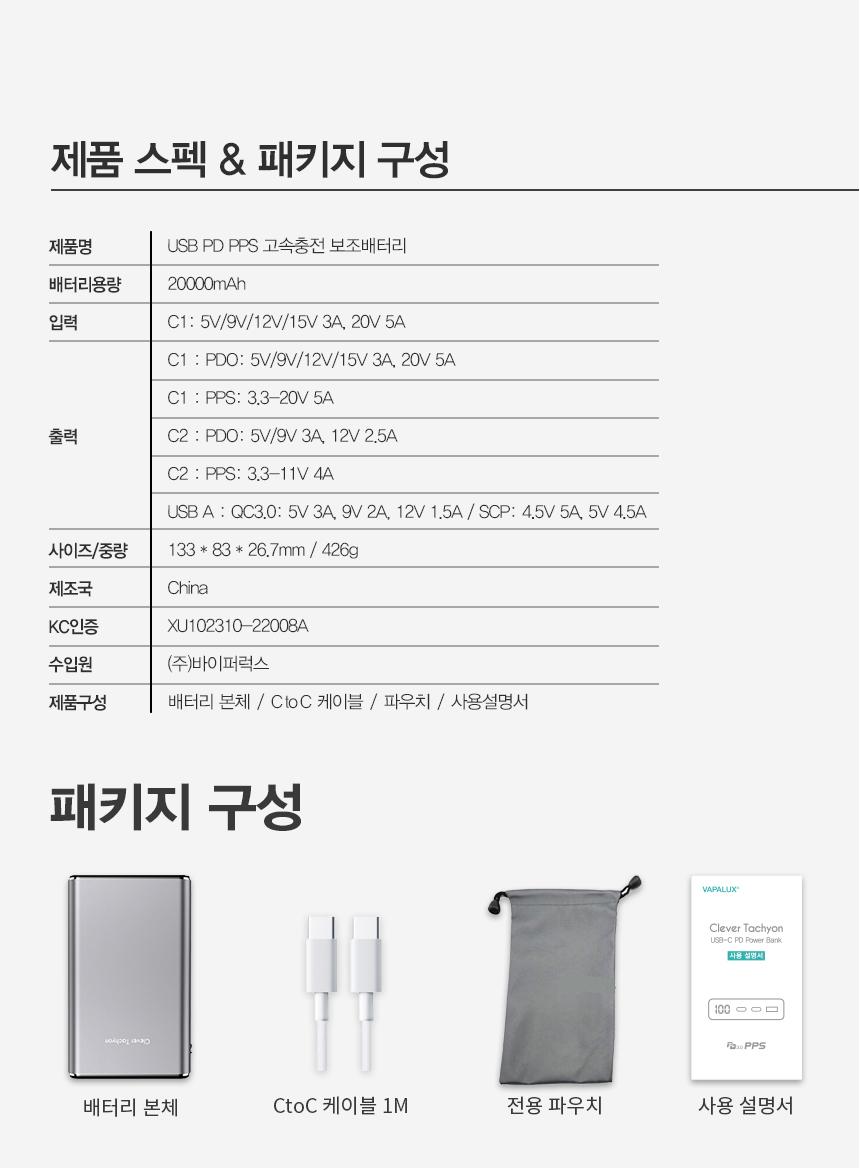 제품 스펙 & 패키지 구성
제품명 USB PD PPS 고속충전 보조배터리
배터리용량 20000mAh
입력 C1: 5V/9V/12V/15V 3A, 20V 5A
C1 : PDO: 5V/9V/12V/15V 3A, 20V 5A
C1 : PPS: 3.3-20V 5A
출력 C2 : PDO: 5V/9V 3A, 12V 2.5A
C2 : PPS: 3.3-11V 4A
USB A : QC3.0: 5V 3A, 9V 2A, 12V 1.5A / SCP: 4.5V 5A, 5V 4.5A
사이즈/중량 133 * 83 * 26.7mm / 426g
제조국 China
KC인증 XU102310-22008A
수입원 (주)바이퍼럭스
제품구성 배터리 본체 / C to C 케이블 / 파우치 / 사용설명서
패키지 구성
Clever Tachyon
VAPALUX®
Clever Tachyon
USB-C PD Power Bank
사용 설명서
100
PPS
배터리 본체
CtoC 케이블 1M
전용 파우치
사용 설명서